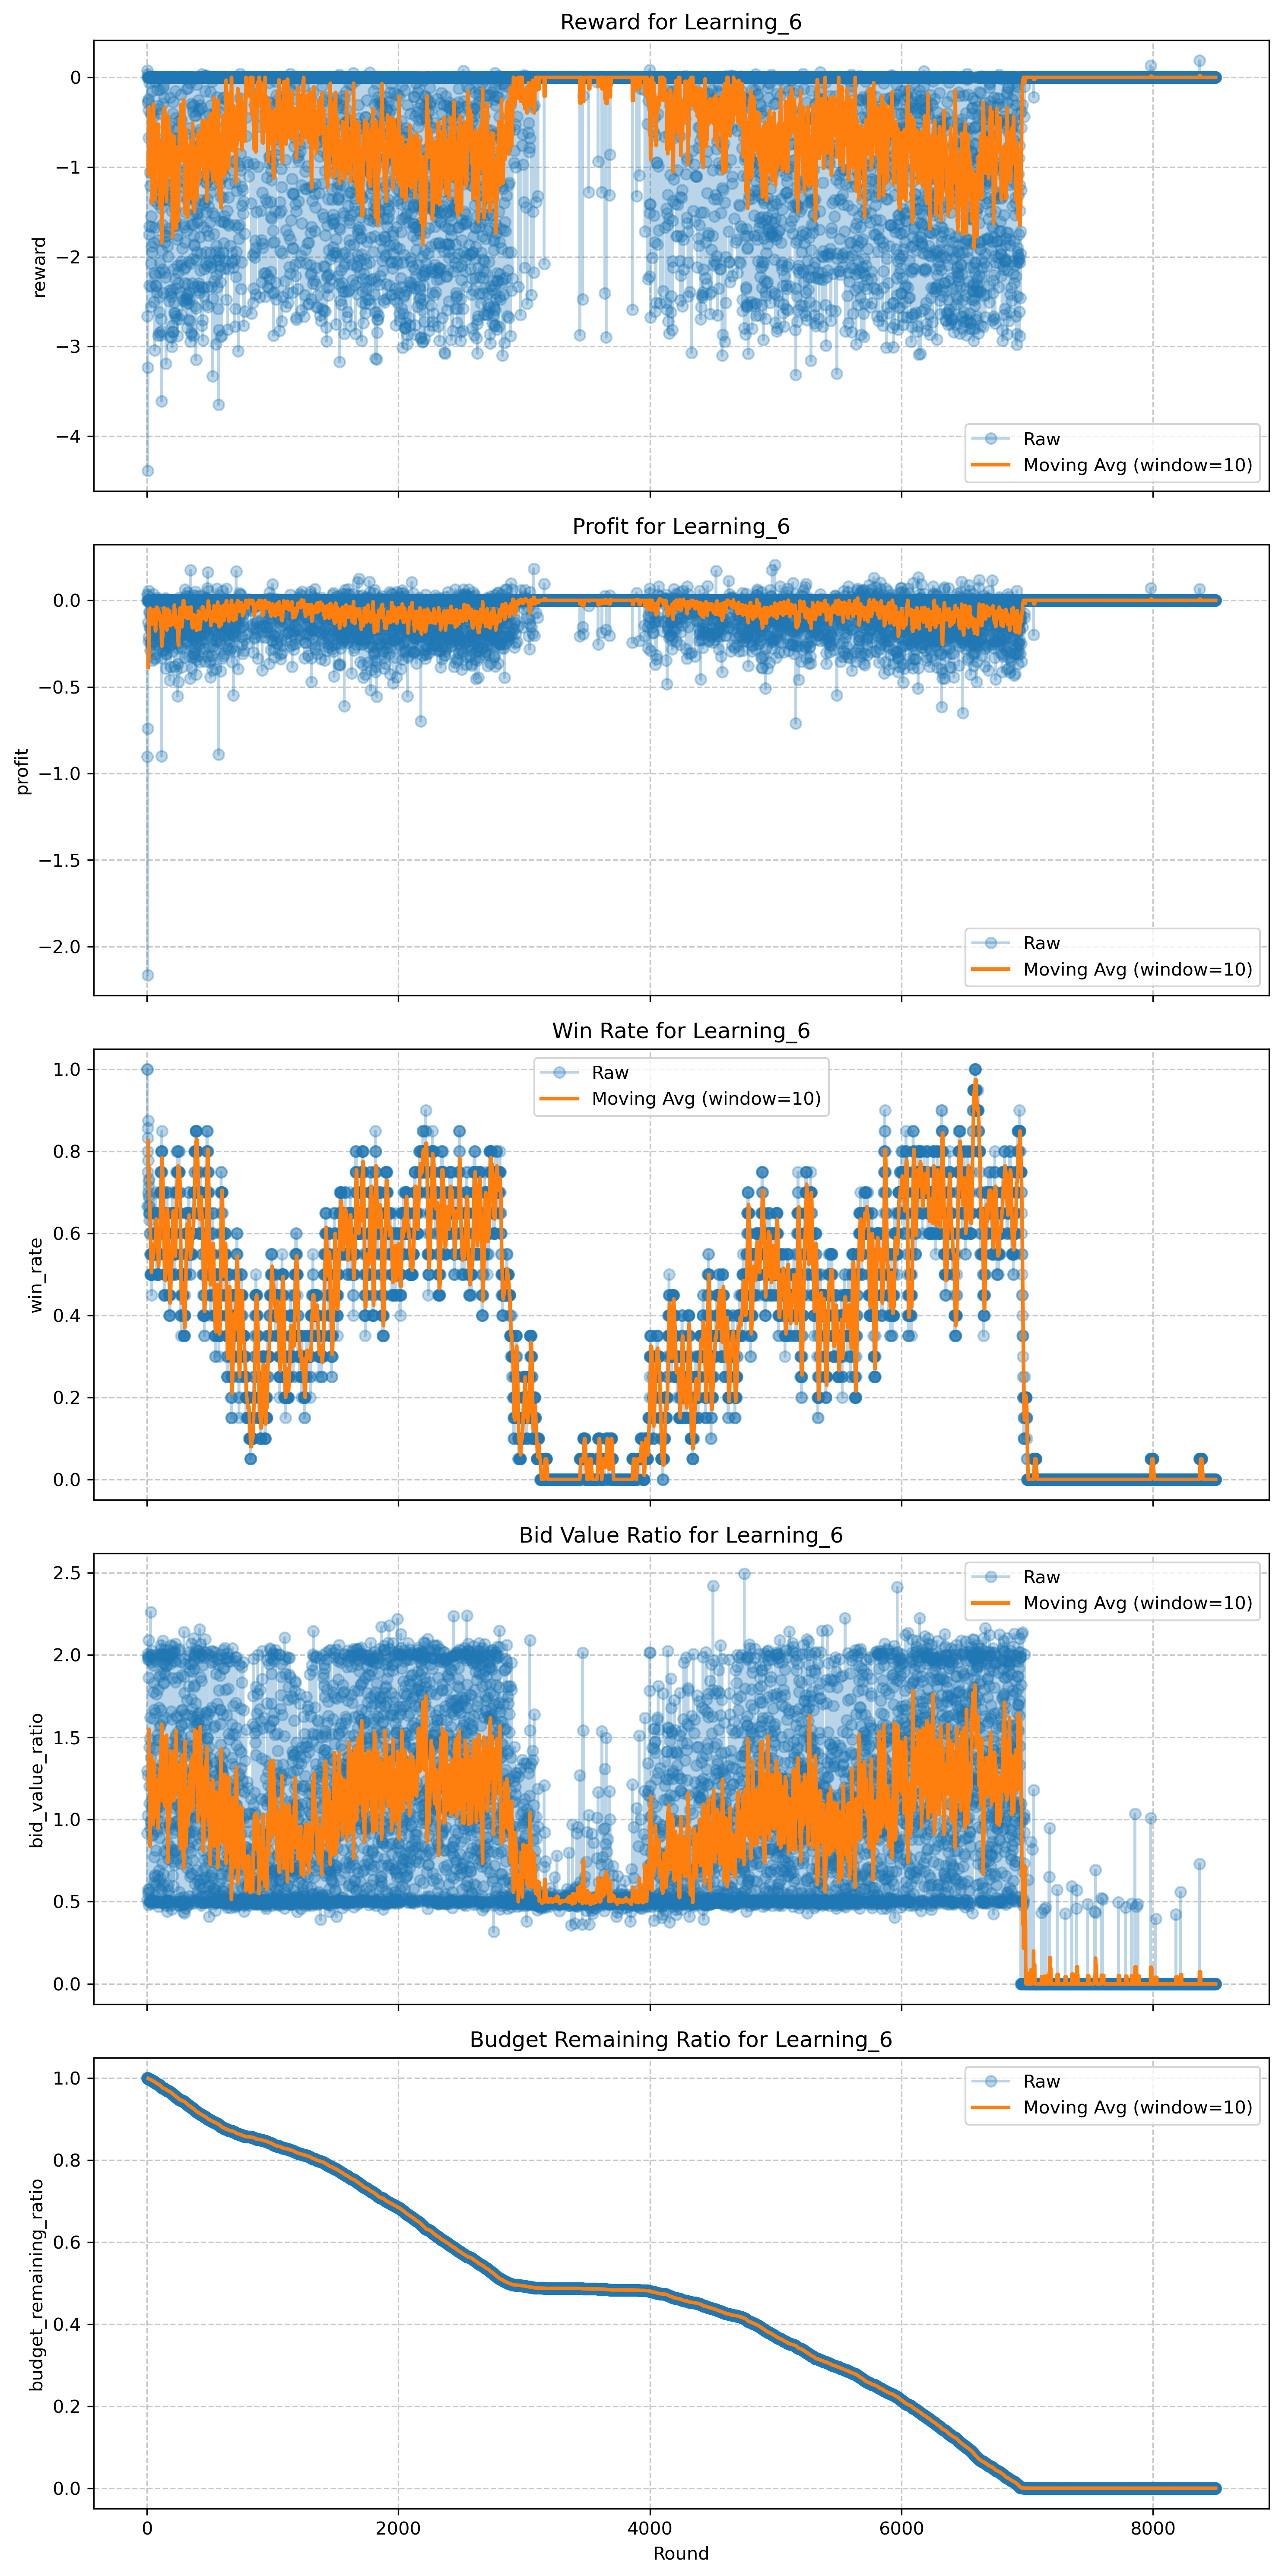 Reward for Learning_6
0
−1
−2
−3
−4
reward
Raw
Moving Avg (window=10)
Profit for Learning_6
0.0
−0.5
−1.0
−1.5
−2.0
profit
Raw
Moving Avg (window=10)
Win Rate for Learning_6
1.0
0.8
0.6
0.4
0.2
0.0
win_rate
Raw
Moving Avg (window=10)
Bid Value Ratio for Learning_6
2.5
2.0
1.5
1.0
0.5
0.0
bid_value_ratio
Raw
Moving Avg (window=10)
Budget Remaining Ratio for Learning_6
1.0
0.8
0.6
0.4
0.2
0.0
budget_remaining_ratio
Raw
Moving Avg (window=10)
0 2000 4000 6000 8000
Round